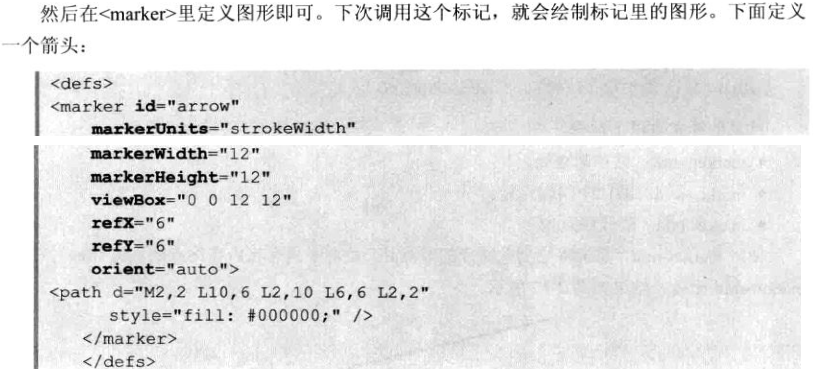 然后在<marker>里定义图形即可。下次调用这个标记，就会绘制标记里的图形。下面定义
一个箭头：
<defs>
<marker id="arrow"
markerUnits="strokeWidth"
markerWidth="12"
markerHeight="12"
viewBox="0 0 12 12"
refX="6"
refY="6"
orient="auto">
<path d="M2,2 L10,6 L2,10 L6,6 L2,2"
style="fill: #000000;" />
</marker>
</defs>